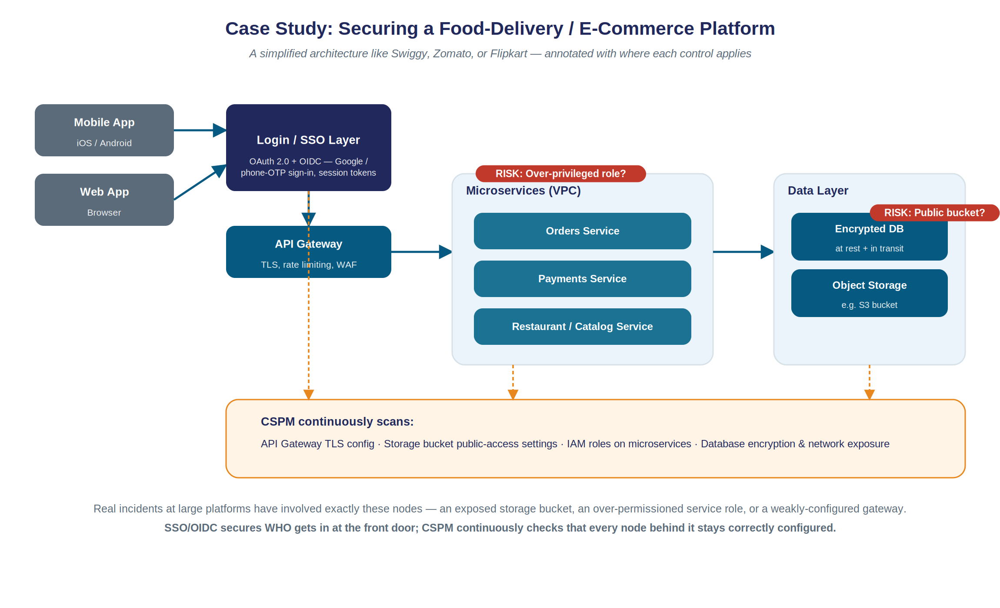 Case Study: Securing a Food-Delivery / E-Commerce Platform
A simplified architecture like Swiggy, Zomato, or Flipkart — annotated with where each control applies
Mobile App
iOS / Android
Web App
Browser
Login / SSO Layer
OAuth 2.0 + OIDC — Google /
phone-OTP sign-in, session tokens
API Gateway
TLS, rate limiting, WAF
RISK: Over-privileged role?
Microservices (VPC)
Orders Service
Payments Service
Restaurant / Catalog Service
Data Layer
RISK: Public bucket?
Encrypted DB
at rest + in transit
Object Storage
e.g. S3 bucket
CSPM continuously scans:
API Gateway TLS config · Storage bucket public-access settings · IAM roles on microservices · Database encryption & network exposure
Real incidents at large platforms have involved exactly these nodes — an exposed storage bucket, an over-permissioned service role, or a weakly-configured gateway.
SSO/OIDC secures WHO gets in at the front door; CSPM continuously checks that every node behind it stays correctly configured.